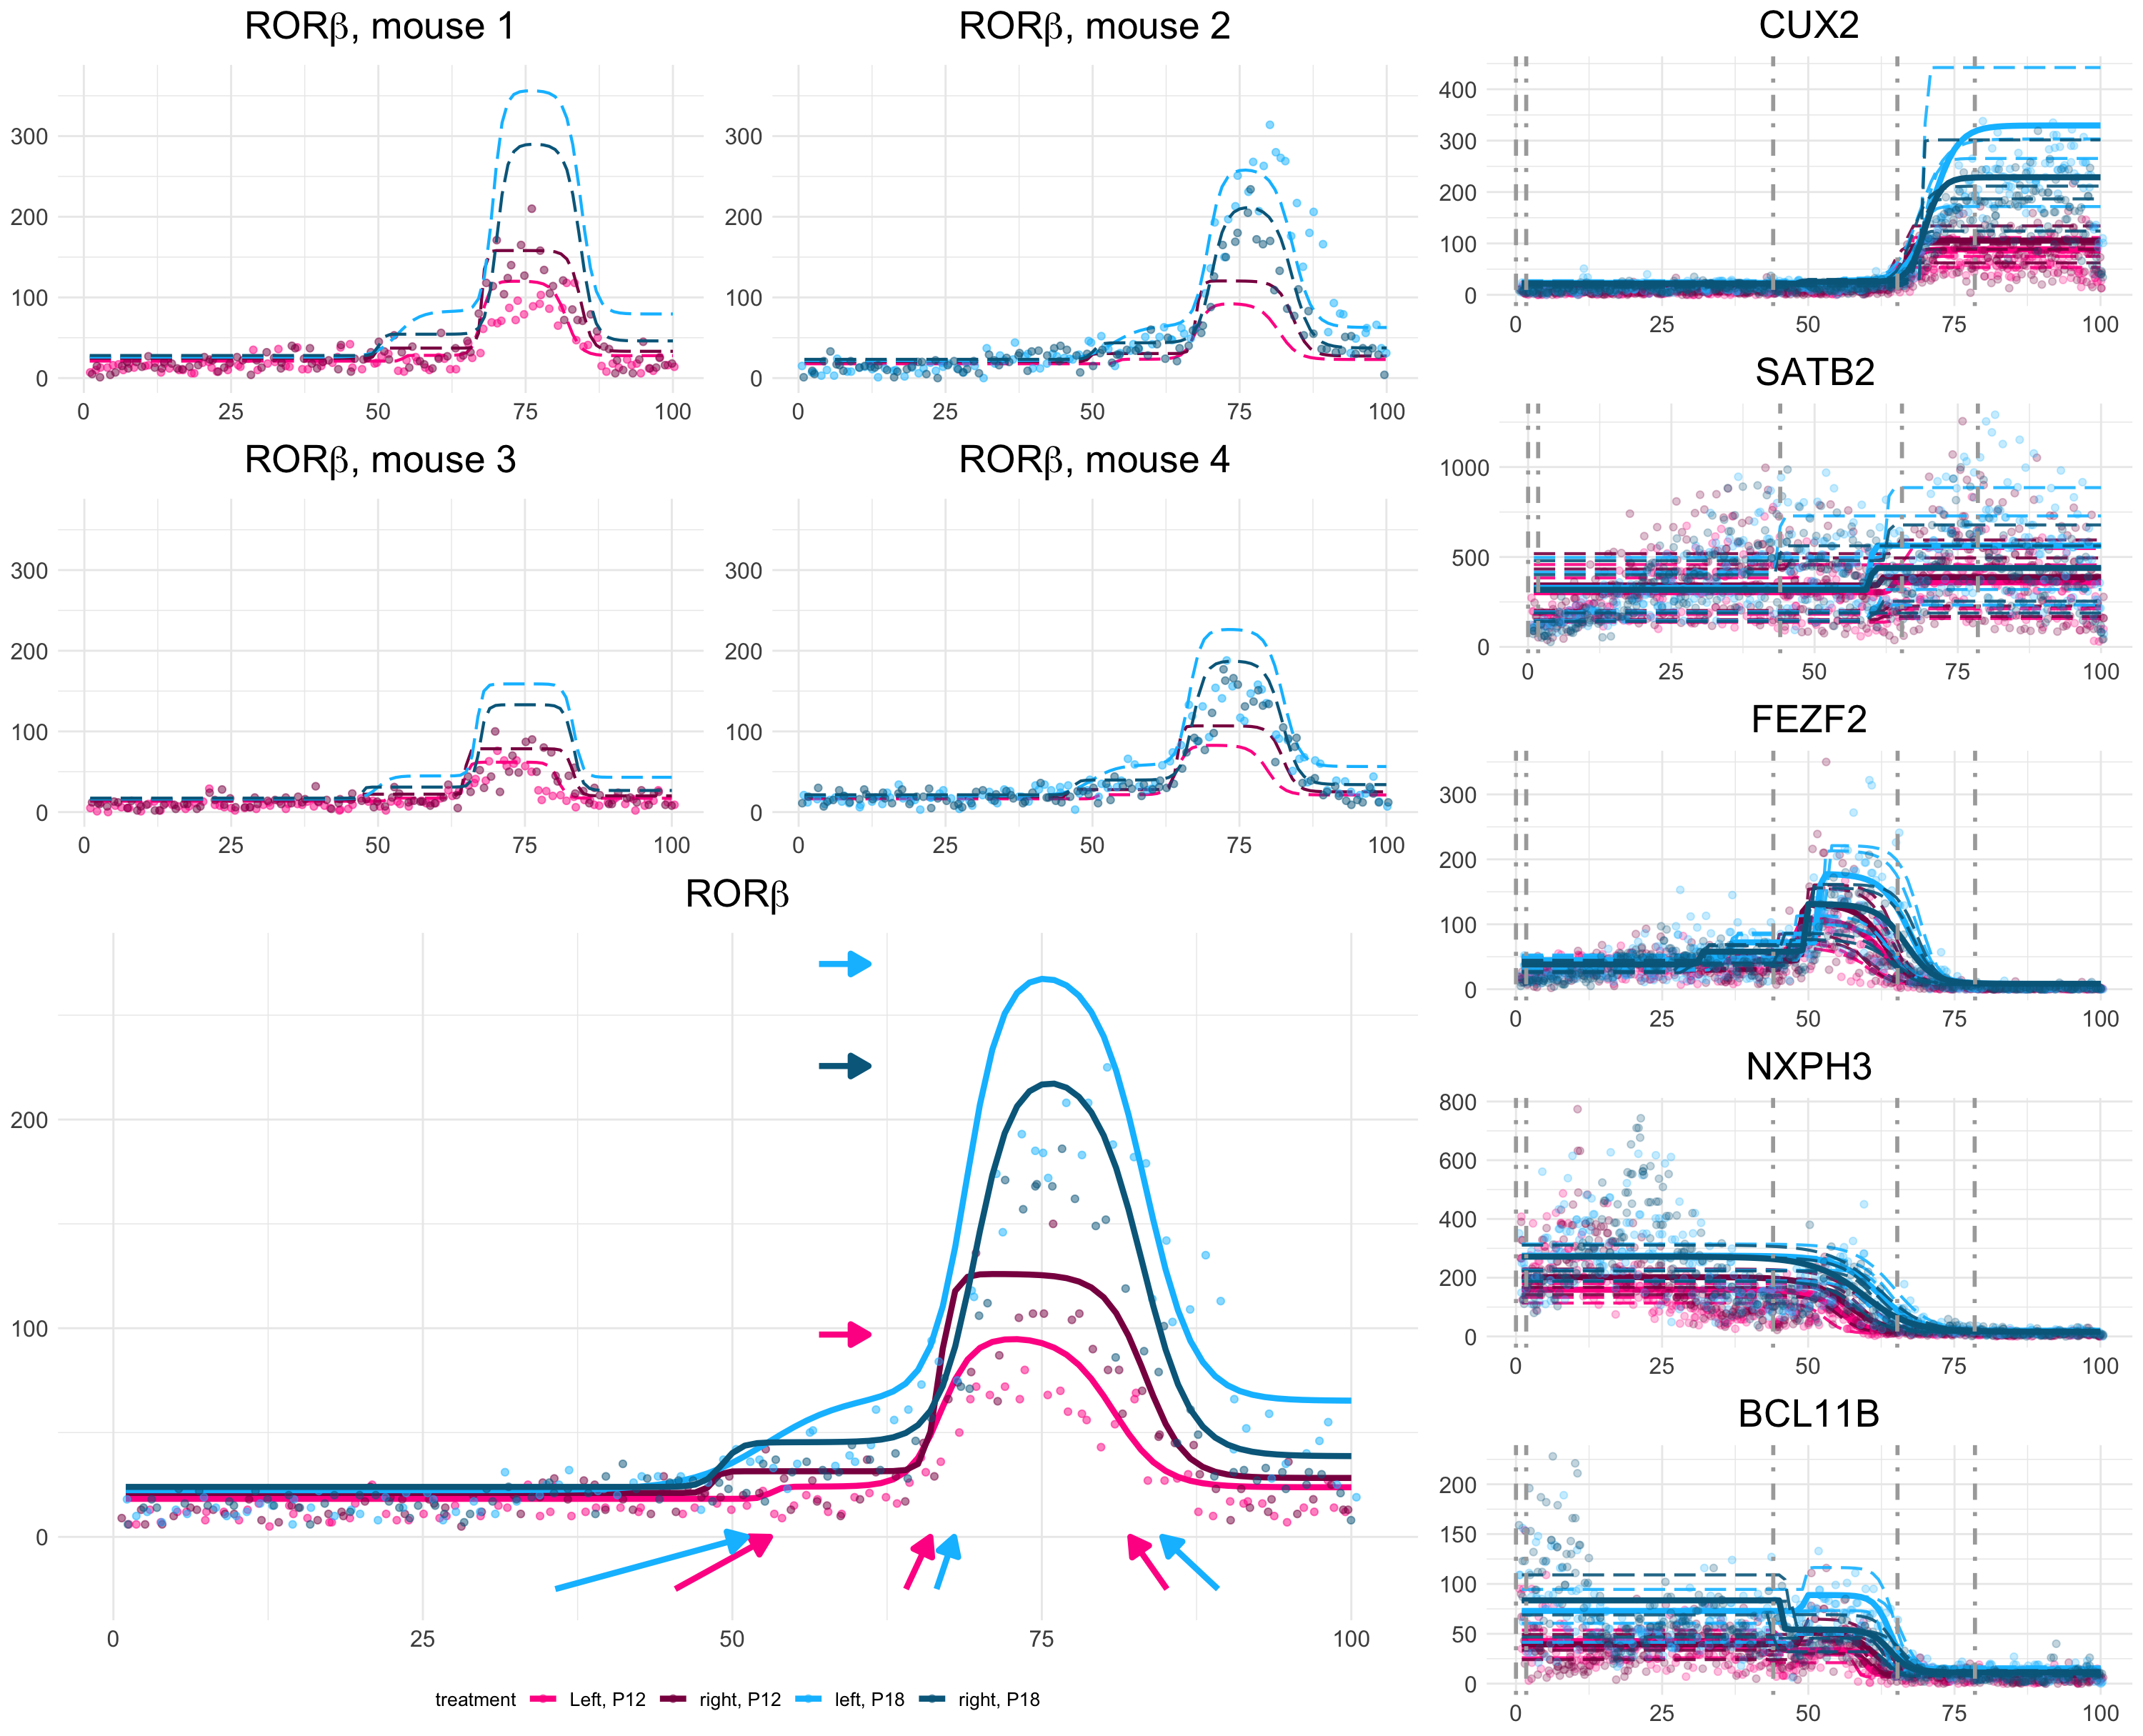 RORβ, mouse 1
300
200
100
0
0 25 50 75 100
RORβ, mouse 2
300
200
100
0
0 25 50 75 100
RORβ, mouse 3
300
200
100
0
0 25 50 75 100
RORβ, mouse 4
300
200
100
0
0 25 50 75 100
RORβ
200
100
0
0 25 50 75 100
treatment Left, P12 right, P12 left, P18 right, P18
CUX2
400
300
200
100
0
0 25 50 75 100
SATB2
1000
500
0
0 25 50 75 100
FEZF2
300
200
100
0
0 25 50 75 100
NXPH3
800
600
400
200
0
0 25 50 75 100
BCL11B
200
150
100
50
0
0 25 50 75 100